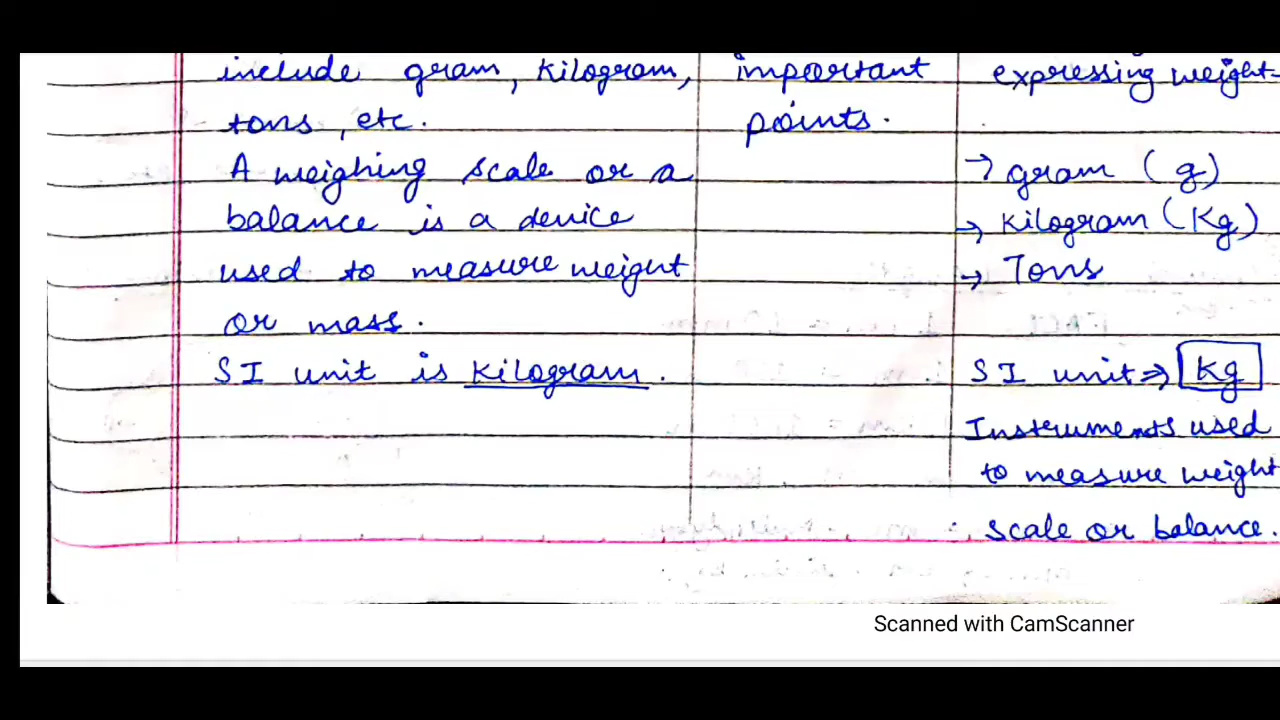 include gram, kilogram,
tons, etc.
A weighing scale or a
balance is a device
used to measure weight
or mass.
SI unit is kilogram.
important
points.
expressing weight-
→ gram (g)
→ Kilogram (Kg)
→ Tons
SI unit ⇒ Kg
Instruments used
to measure weight
scale or balance.
Scanned with CamScanner